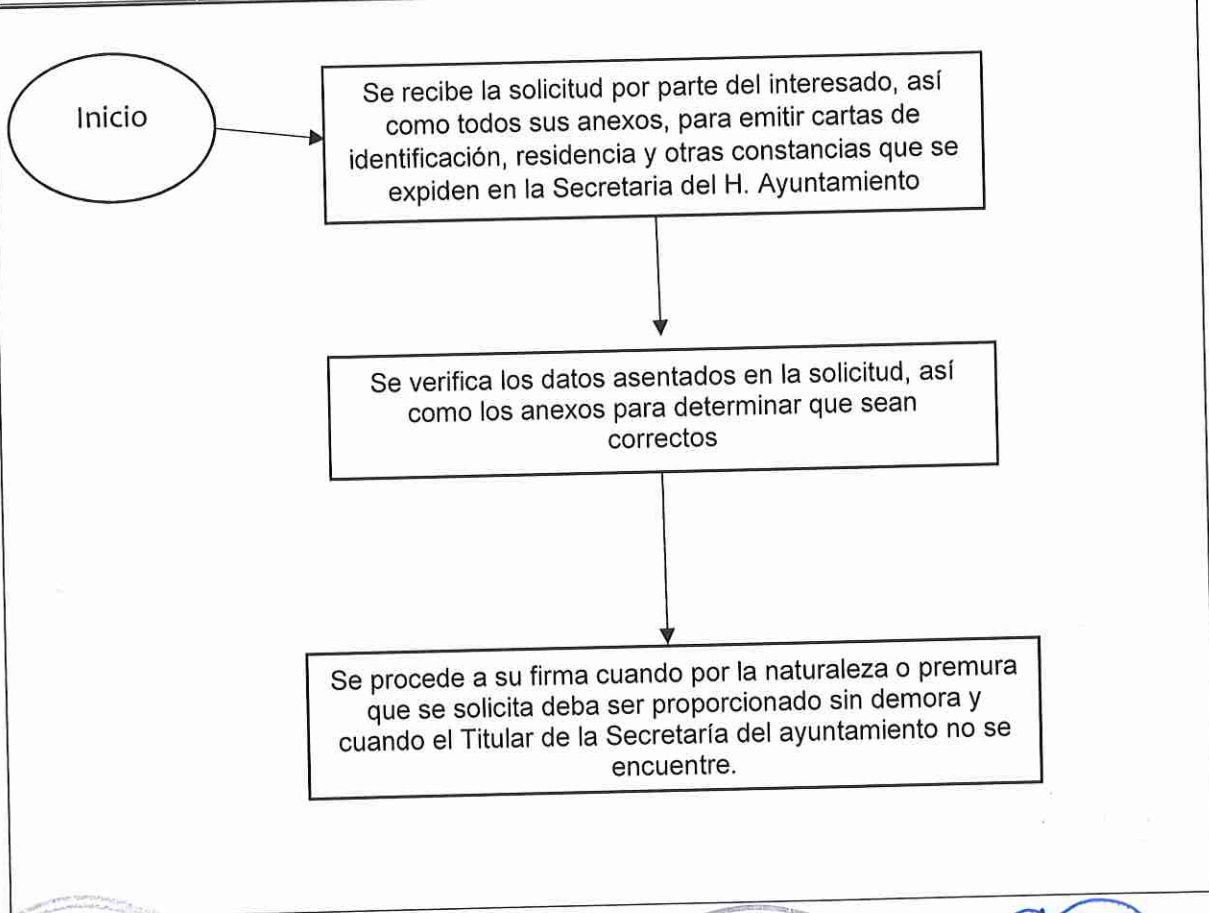 Inicio
Se recibe la solicitud por parte del interesado, así
como todos sus anexos, para emitir cartas de
identificación, residencia y otras constancias que se
expiden en la Secretaria del H. Ayuntamiento
Se verifica los datos asentados en la solicitud, así
como los anexos para determinar que sean
correctos
Se procede a su firma cuando por la naturaleza o premura
que se solicita deba ser proporcionado sin demora y
cuando el Titular de la Secretaría del ayuntamiento no se
encuentre.